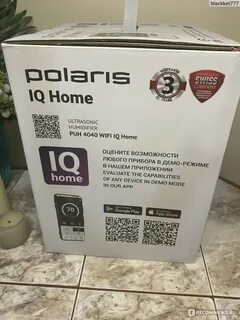 blackket777
polaris
IQ Home
3
SWISS
ULTRASONIC
HUMIDIFIER
PUH 4040 WIFI IQ Home
IQ
home
ОЦЕНИТЕ ВОЗМОЖНОСТИ
ЛЮБОГО ПРИБОРА В ДЕМО-РЕЖИМЕ
В НАШЕМ ПРИЛОЖЕНИИ
EVALUATE THE CAPABILITIES
OF ANY DEVICE IN DEMO MODE
IN OUR APP
70
Google Play
App Store
IRECOMMEND.RU